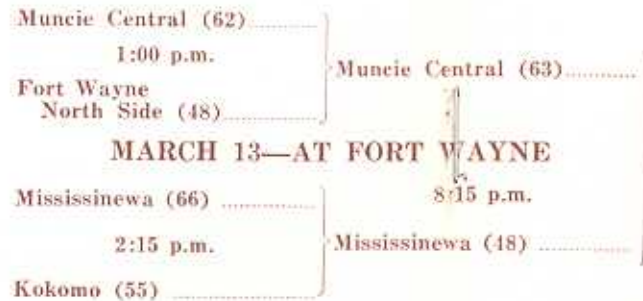 Muncie Central (62)
1:00 p.m.
Muncie Central (63)
Fort Wayne
North Side (48)
MARCH 13—AT FORT WAYNE
Mississinewa (66)
8:15 p.m.
2:15 p.m.
Mississinewa (48)
Kokomo (55)